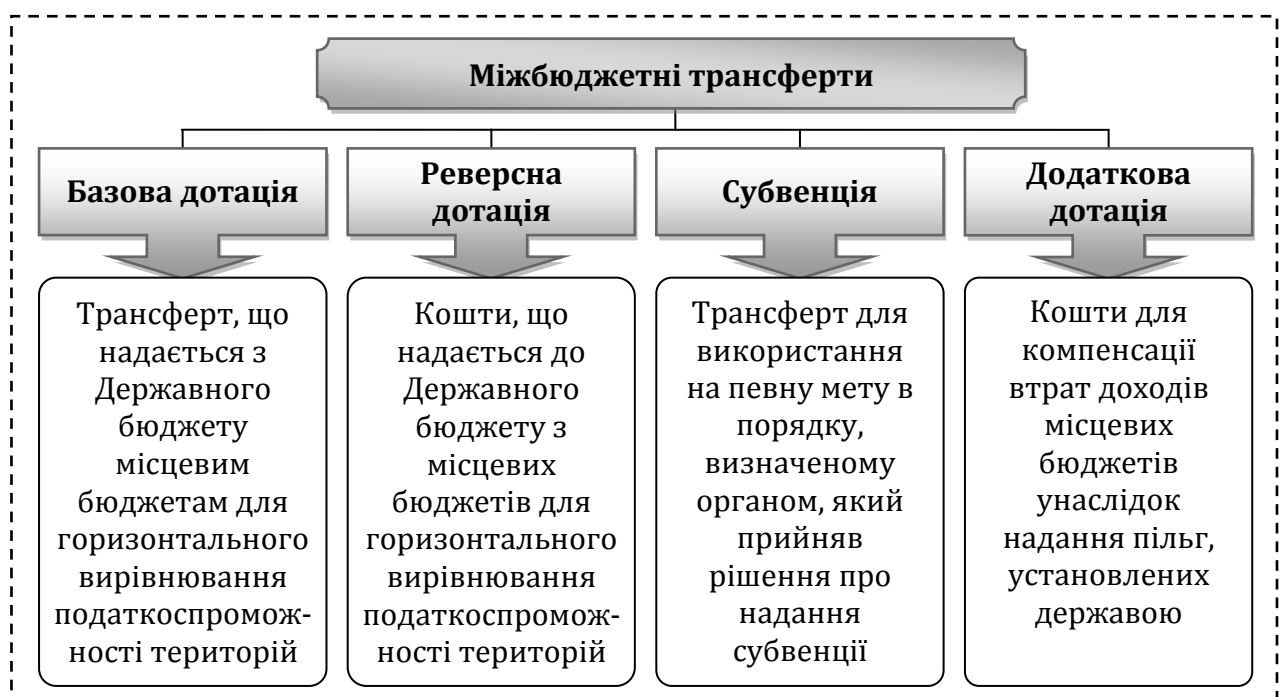 Міжбюджетні трансферти
Базова дотація
Реверсна
дотація
Субвенція
Додаткова
дотація
Трансферт, що
надається з
Державного
бюджету
місцевим
бюджетам для
горизонтального
вирівнювання
податкоспромож-
ності територій
Кошти, що
надається до
Державного
бюджету з
місцевих
бюджетів для
горизонтального
вирівнювання
податкоспромож-
ності територій
Трансферт для
використання
на певну мету в
порядку,
визначеному
органом, який
прийняв
рішення про
надання
субвенції
Кошти для
компенсації
втрат доходів
місцевих
бюджетів
унаслідок
надання пільг,
установлених
державою